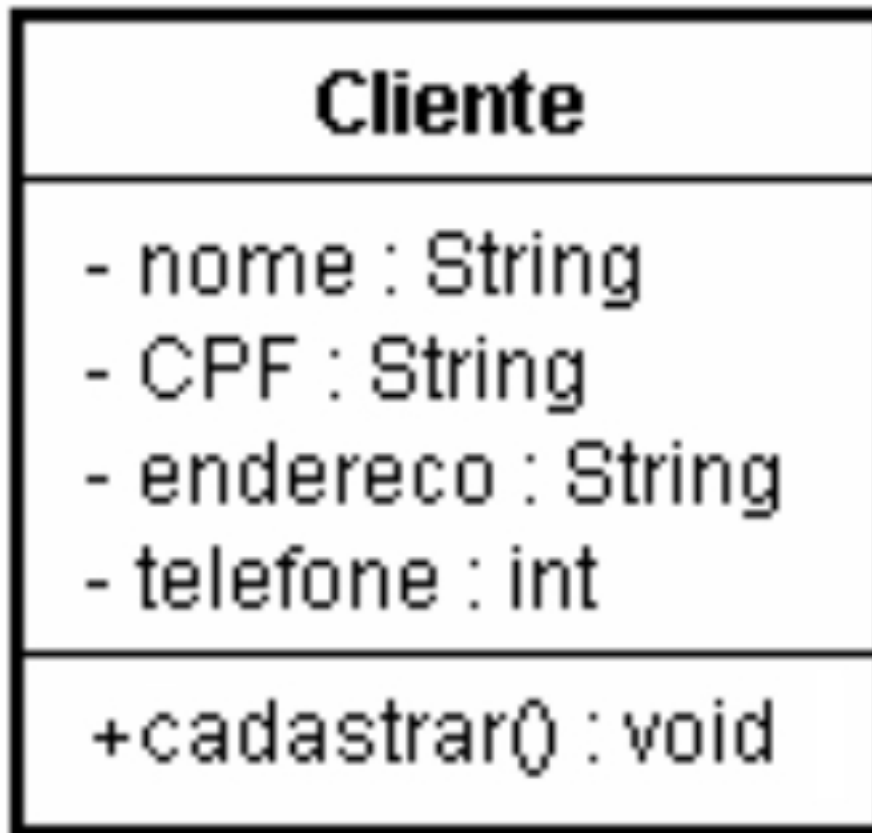 Cliente
- nome : String
- CPF : String
- endereco : String
- telefone : int
+cadastrar() : void